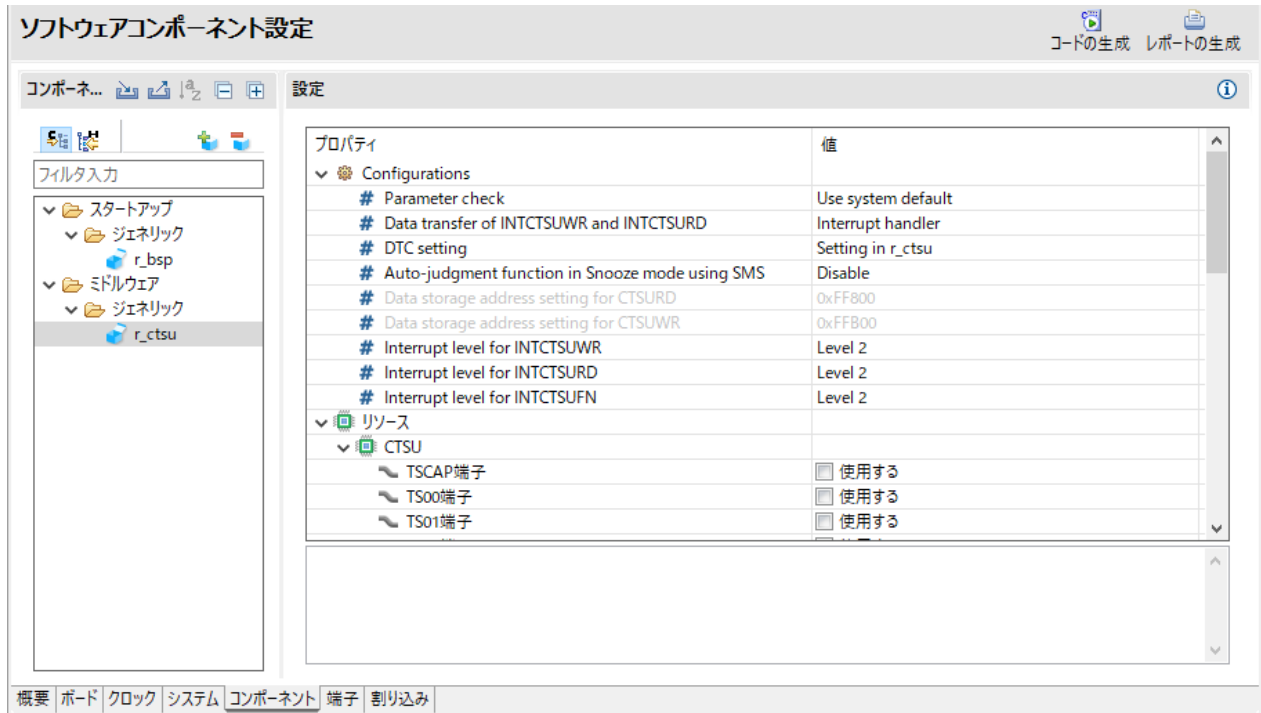 ソフトウェアコンポーネント設定
コードの生成 レポートの生成
コンポーネ...
設定
フィルタ入力
スタートアップ
ジェネリック
r_bsp
ミドルウェア
ジェネリック
r_ctsu
プロパティ 値
Configurations
# Parameter check Use system default
# Data transfer of INTCTSUWR and INTCTSURD Interrupt handler
# DTC setting Setting in r_ctsu
# Auto-judgment function in Snooze mode using SMS Disable
# Data storage address setting for CTSURD 0xFF800
# Data storage address setting for CTSUWR 0xFFB00
# Interrupt level for INTCTSUWR Level 2
# Interrupt level for INTCTSURD Level 2
# Interrupt level for INTCTSUFN Level 2
リソース
CTSU
TSCAP端子 使用する
TS00端子 使用する
TS01端子 使用する
概要 ボード クロック システム コンポーネント 端子 割り込み